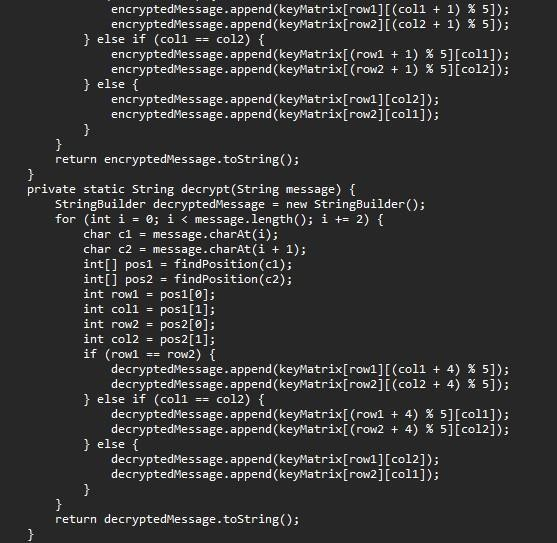 encryptedMessage.append(keyMatrix[row1][(col1 + 1) % 5]);
            encryptedMessage.append(keyMatrix[row2][(col2 + 1) % 5]);
        } else if (col1 == col2) {
            encryptedMessage.append(keyMatrix[(row1 + 1) % 5][col1]);
            encryptedMessage.append(keyMatrix[(row2 + 1) % 5][col2]);
        } else {
            encryptedMessage.append(keyMatrix[row1][col2]);
            encryptedMessage.append(keyMatrix[row2][col1]);
        }
    }
    return encryptedMessage.toString();
}
private static String decrypt(String message) {
    StringBuilder decryptedMessage = new StringBuilder();
    for (int i = 0; i < message.length(); i += 2) {
        char c1 = message.charAt(i);
        char c2 = message.charAt(i + 1);
        int[] pos1 = findPosition(c1);
        int[] pos2 = findPosition(c2);
        int row1 = pos1[0];
        int col1 = pos1[1];
        int row2 = pos2[0];
        int col2 = pos2[1];
        if (row1 == row2) {
            decryptedMessage.append(keyMatrix[row1][(col1 + 4) % 5]);
            decryptedMessage.append(keyMatrix[row2][(col2 + 4) % 5]);
        } else if (col1 == col2) {
            decryptedMessage.append(keyMatrix[(row1 + 4) % 5][col1]);
            decryptedMessage.append(keyMatrix[(row2 + 4) % 5][col2]);
        } else {
            decryptedMessage.append(keyMatrix[row1][col2]);
            decryptedMessage.append(keyMatrix[row2][col1]);
        }
    }
    return decryptedMessage.toString();
}